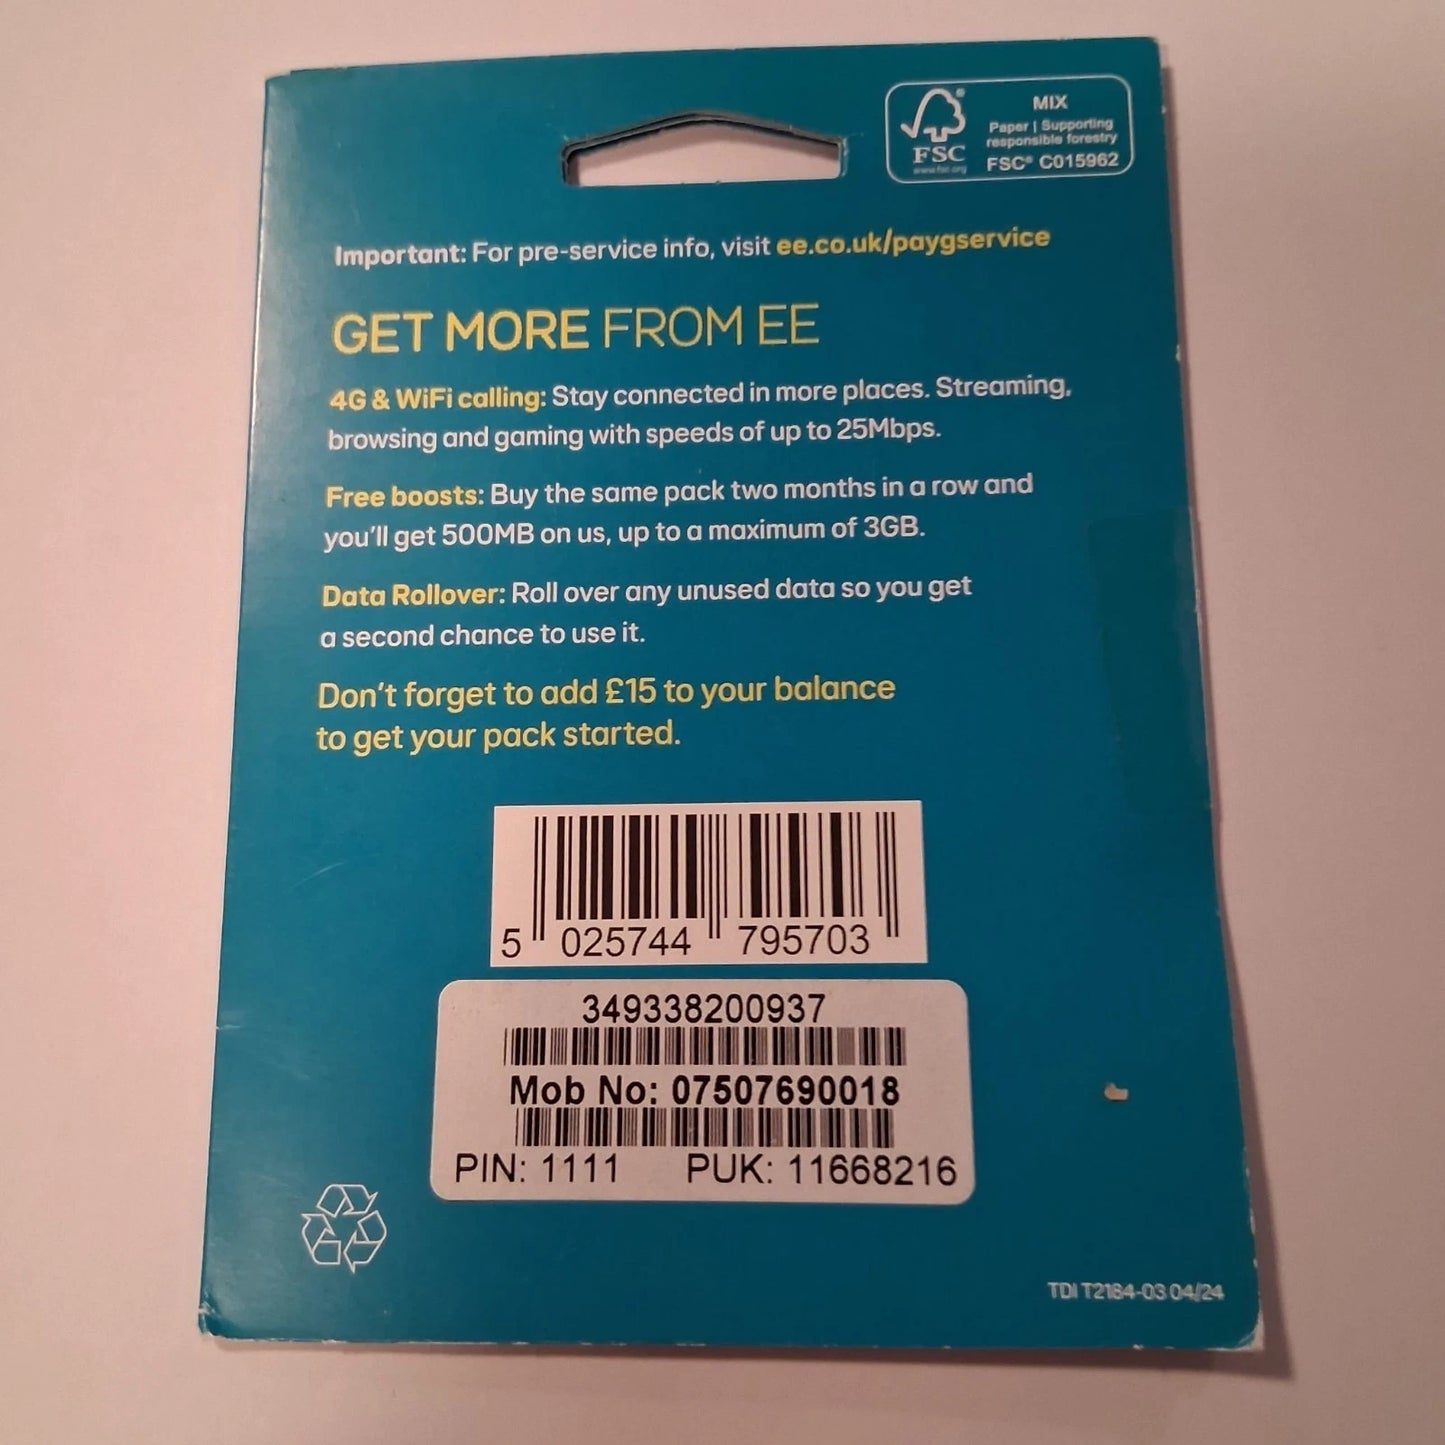 MIX
Paper | Supporting
responsible forestry
FSC® C015962
FSC
www.fsc.org
Important: For pre-service info, visit ee.co.uk/paygservice
GET MORE FROM EE
4G & WiFi calling: Stay connected in more places. Streaming,
browsing and gaming with speeds of up to 25Mbps.
Free boosts: Buy the same pack two months in a row and
you'll get 500MB on us, up to a maximum of 3GB.
Data Rollover: Roll over any unused data so you get
a second chance to use it.
Don't forget to add £15 to your balance
to get your pack started.
5 025744 795703
349338200937
Mob No: 07507690018
PIN: 1111 PUK: 11668216
TDI T2184-03 04/24